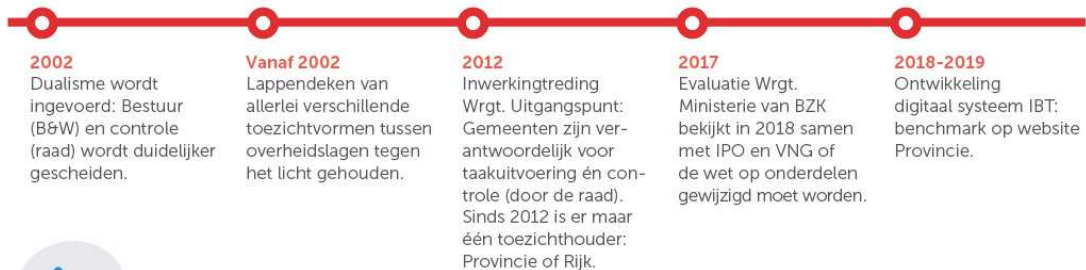 2002
Dualisme wordt
ingevoerd: Bestuur
(B&W) en controle
(raad) wordt duidelijker
gescheiden.
Vanaf 2002
Lappendeken van
allerlei verschillende
toezichtvormen tussen
overheidslagen tegen
het licht gehouden.
2012
Inwerkingtreding
Wrgt. Uitgangspunt:
Gemeenten zijn ver-
antwoordelijk voor
taakuitvoering én con-
trole (door de raad).
Sinds 2012 is er maar
één toezichthouder:
Provincie of Rijk.
2017
Evaluatie Wrgt.
Ministerie van BZK
bekijkt in 2018 samen
met IPO en VNG of
de wet op onderdelen
gewijzigd moet worden.
2018-2019
Ontwikkeling
digitaal systeem IBT:
benchmark op website
Provincie.